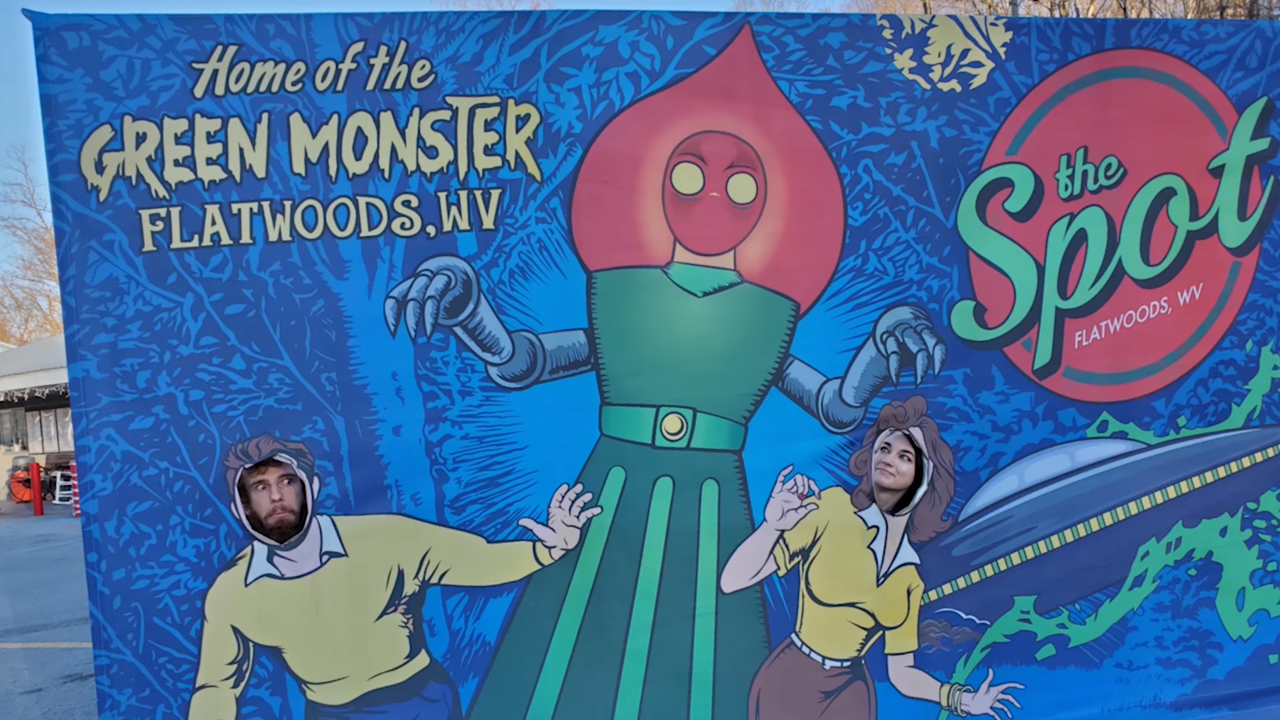 Home of the
GREEN MONSTER
FLATWOODS, WV
the
Spot
FLATWOODS, WV